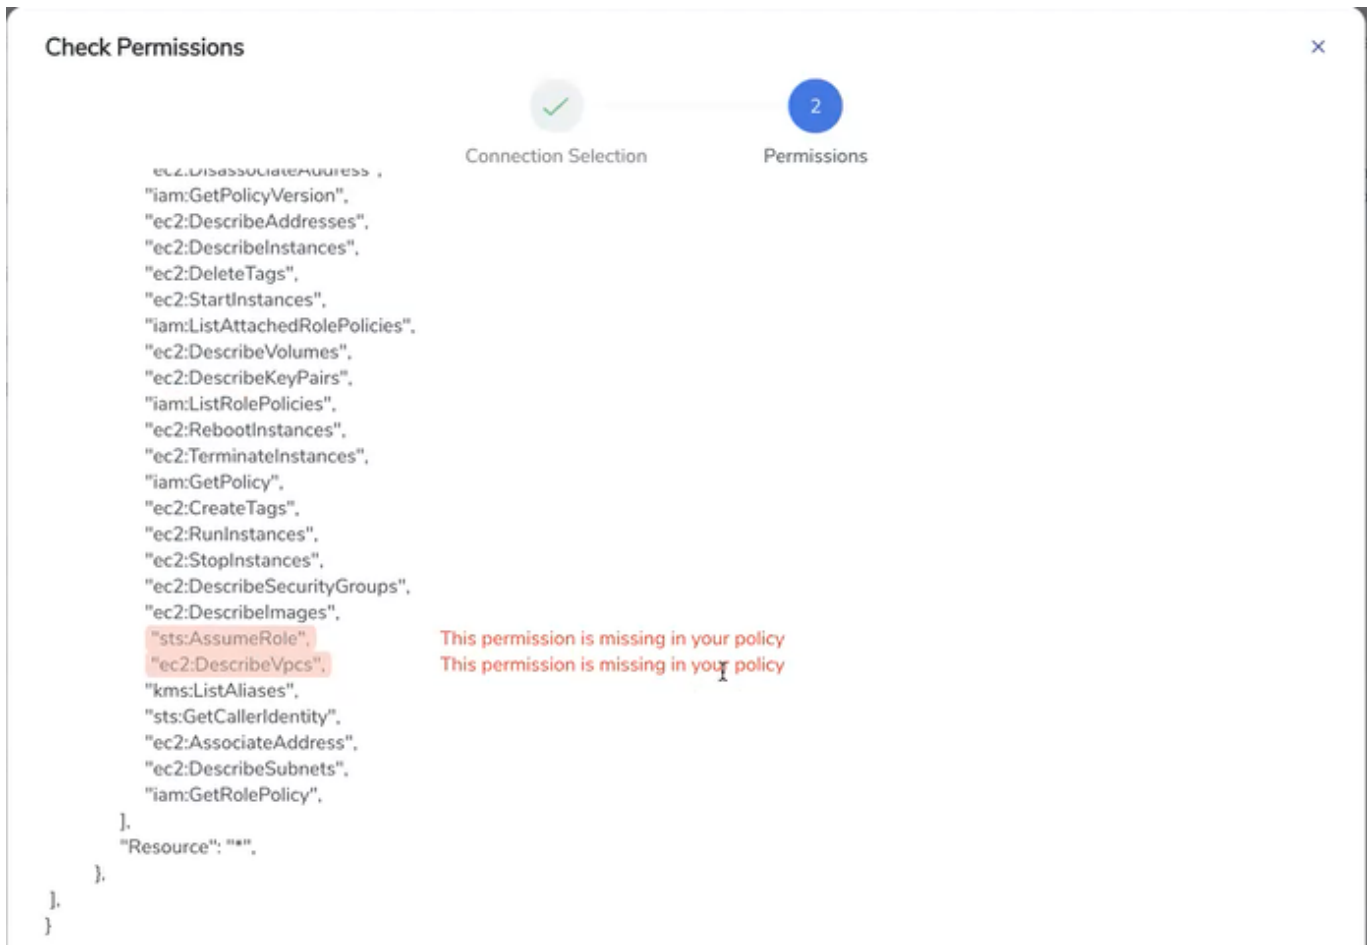 Check Permissions
×
2
Connection Selection
Permissions
"ec2:DisassociateAddress",
"iam:GetPolicyVersion",
"ec2:DescribeAddresses",
"ec2:DescribeInstances",
"ec2:DeleteTags",
"ec2:StartInstances",
"iam:ListAttachedRolePolicies",
"ec2:DescribeVolumes",
"ec2:DescribeKeyPairs",
"iam:ListRolePolicies",
"ec2:RebootInstances",
"ec2:TerminateInstances",
"iam:GetPolicy",
"ec2:CreateTags",
"ec2:RunInstances",
"ec2:StopInstances",
"ec2:DescribeSecurityGroups",
"ec2:DescribeImages",
"sts:AssumeRole", This permission is missing in your policy
"ec2:DescribeVpcs", This permission is missing in your policy
"kms:ListAliases",
"sts:GetCallerIdentity",
"ec2:AssociateAddress",
"ec2:DescribeSubnets",
"iam:GetRolePolicy",
],
"Resource": "*",
},
],
}